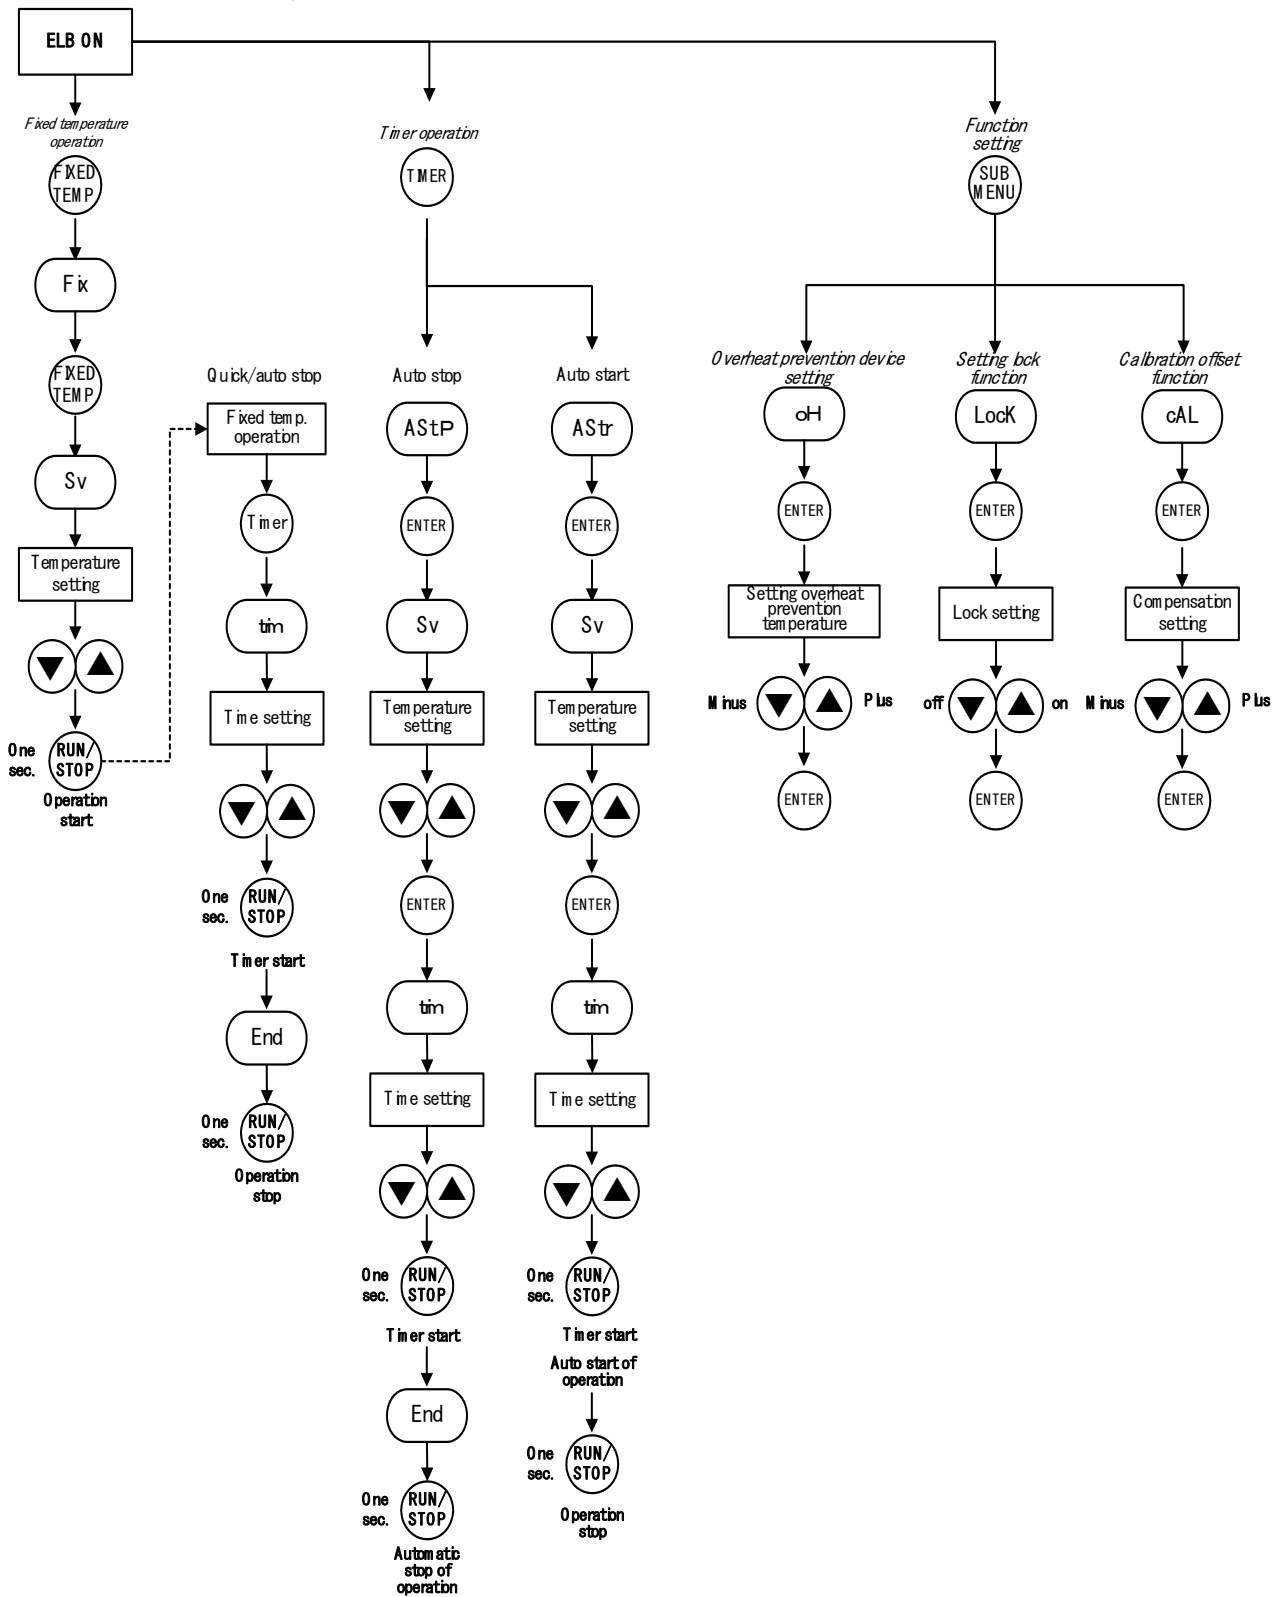 ELB ON
Fixed temperature
operation
FIXED
TEMP
Fix
FIXED
TEMP
Sv
Temperature
setting
One
sec.
RUN/
STOP
Operation
start
Quick/auto stop
Fixed temp.
operation
Timer
tim
Time setting
One
sec.
RUN/
STOP
Timer start
End
One
sec.
RUN/
STOP
Operation
stop
Timer operation
TIMER
Auto stop
AStP
ENTER
Sv
Temperature
setting
ENTER
tim
Time setting
One
sec.
RUN/
STOP
Timer start
End
One
sec.
RUN/
STOP
Automatic
stop of
operation
Auto start
AStr
ENTER
Sv
Temperature
setting
ENTER
tim
Time setting
One
sec.
RUN/
STOP
Timer start
Auto start of
operation
One
sec.
RUN/
STOP
Operation
stop
Function
setting
SUB
MENU
Overheat prevention device
setting
oH
ENTER
Setting overheat
prevention
temperature
Minus
Plus
ENTER
Setting lock
function
LocK
ENTER
Lock setting
off
on
ENTER
Calibration offset
function
cAL
ENTER
Compensation
setting
Minus
Plus
ENTER